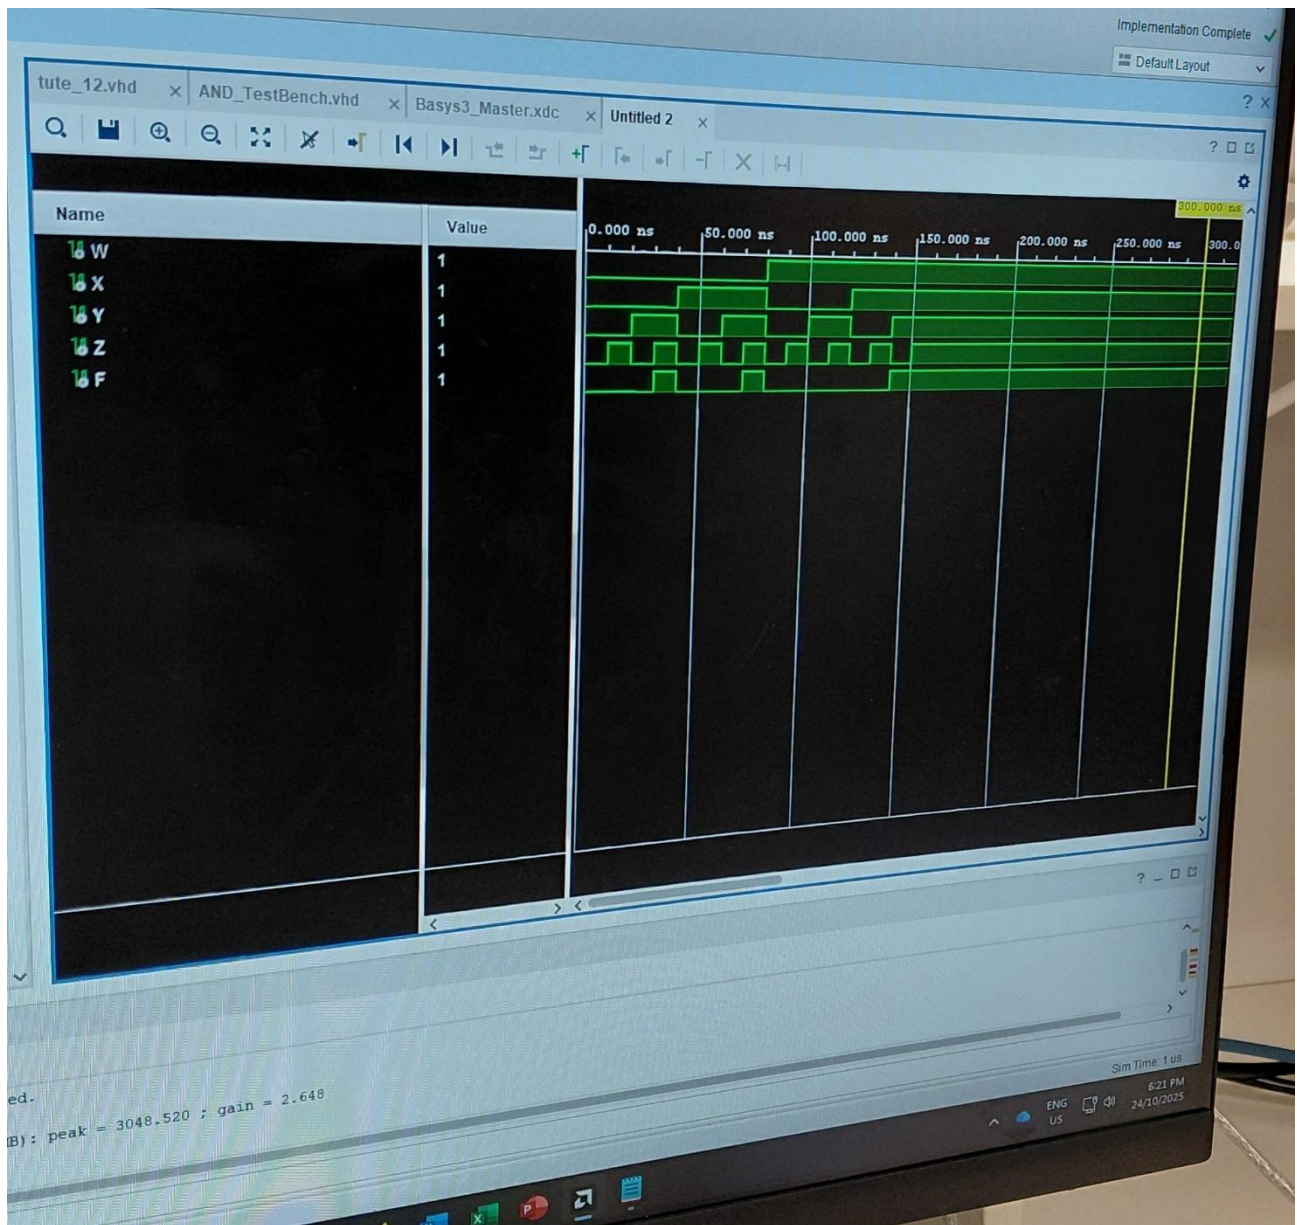 Implementation Complete
Default Layout
tute_12.vhd
AND_TestBench.vhd
Basys3_Master.xdc
Untitled 2
300.000 ns
Name
Value
0.000 ns
50.000 ns
100.000 ns
150.000 ns
200.000 ns
250.000 ns
300.0
W
1
X
1
Y
1
Z
1
F
1
ed.
B): peak = 3048.520 ; gain = 2.648
Sim Time: 1 us
ENG
US
6:21 PM
24/10/2025